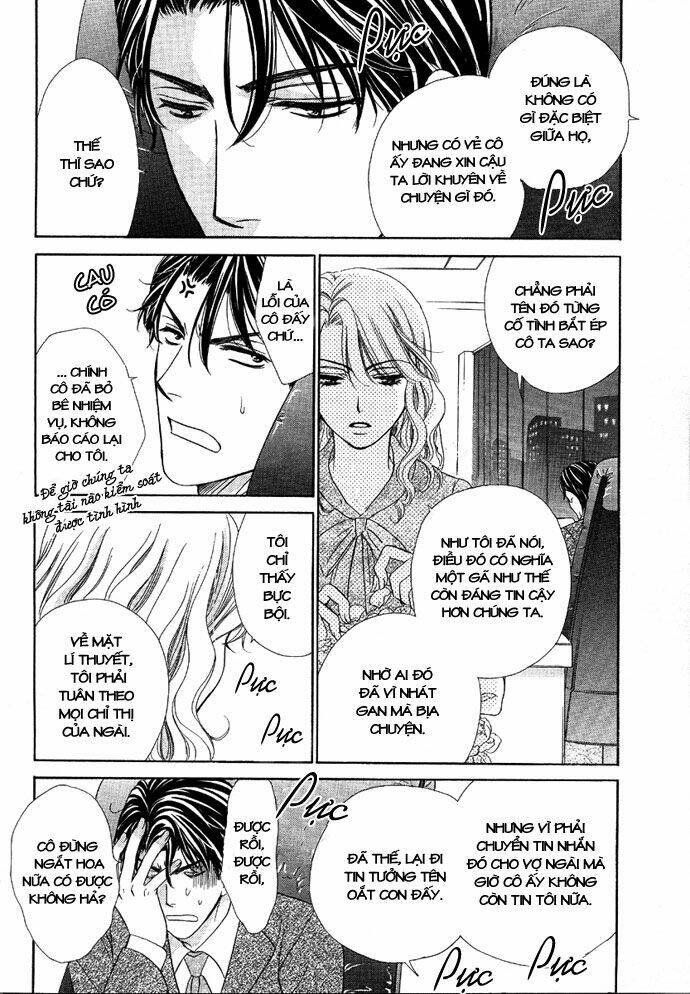 PỰC
ĐÚNG LÀ
KHÔNG CÓ
GÌ ĐẶC BIỆT
GIỮA HỌ,
NHƯNG CÓ VẺ CÔ
ẤY ĐANG XIN CẬU
TA LỜI KHUYÊN VỀ
CHUYỆN GÌ ĐÓ.
PỰC
THẾ
THÌ SAO
CHỨ?
CHẲNG PHẢI
TÊN ĐÓ TỪNG
CỐ TÌNH BẮT ÉP
CÔ TA SAO?
NHƯ TÔI ĐÃ NÓI,
ĐIỀU ĐÓ CÓ NGHĨA
MỘT GÃ NHƯ THẾ
CÒN ĐÁNG TIN CẬY
HƠN CHÚNG TA.
NHỜ AI ĐÓ
ĐÃ VÌ NHÁT
GAN MÀ BỊA
CHUYỆN.
LÀ
LỖI CỦA
CÔ ĐẤY
CHỨ...
CAU
CÓ
... CHÍNH
CÔ ĐÃ BỎ
BÊ NHIỆM
VỤ, KHÔNG
BÁO CÁO LẠI
CHO TÔI.
Để giờ chúng ta
không tài nào kiểm soát
được tình hình
TÔI
CHỈ
THẤY
BỰC
BỘI.
VỀ MẶT
LÍ THUYẾT,
TÔI PHẢI
TUÂN THEO
MỌI CHỈ THỊ
CỦA NGÀI.
PỰC
PỰC
NHƯNG VÌ PHẢI
CHUYỂN TIN NHẮN
ĐÓ CHO VỢ NGÀI MÀ
GIỜ CÔ ẤY KHÔNG
CÒN TIN TÔI NỮA.
ĐÃ THẾ, LẠI ĐI
TIN TƯỞNG TÊN
OẮT CON ĐẤY.
PỰC
PỰC
PỰC
ĐƯỢC
RỒI,
ĐƯỢC
RỒI,
CÔ ĐỪNG
NGẮT HOA
NỮA CÓ ĐƯỢC
KHÔNG HẢ?